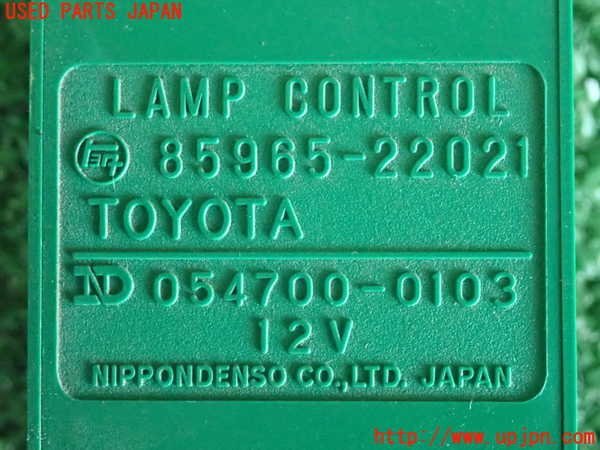 USED PARTS JAPAN
LAMP CONTROL
85965-22021
TOYOTA
ND 054700-0103
12V
NIPPONDENSO CO.,LTD. JAPAN
http://www.upjpn.com